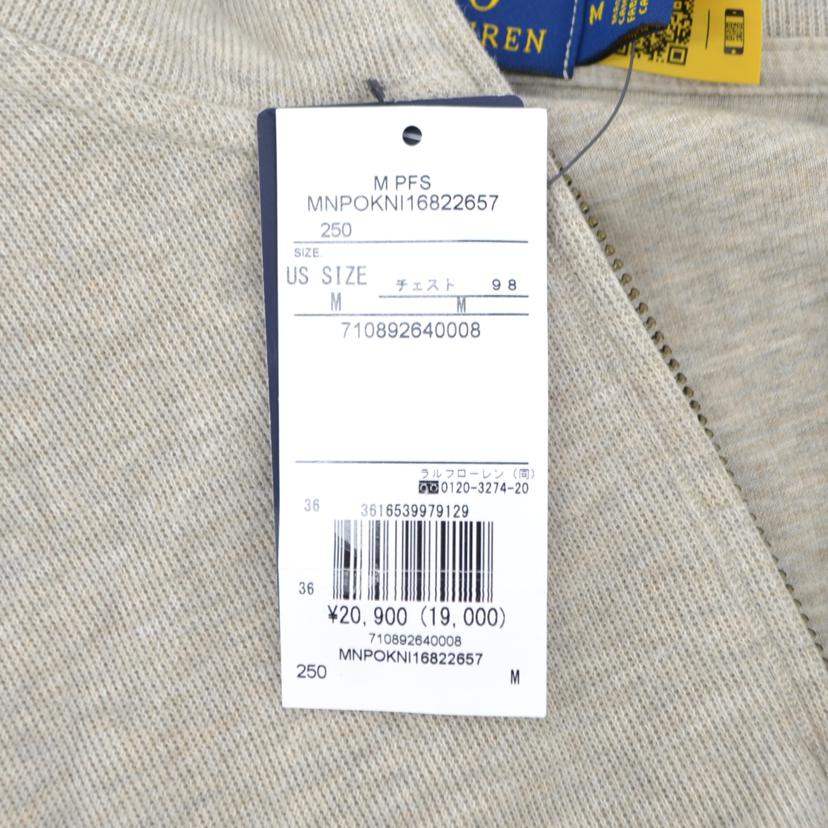 REN
M
M PFS
MNPOKNI16822657
250
SIZE
US SIZE チェスト 98
M M
710892640008
ラルフローレン(同)
0120-3274-20
36 3616539979129
36
¥20,900(19,000)
710892640008
MNPOKNI16822657
250 M